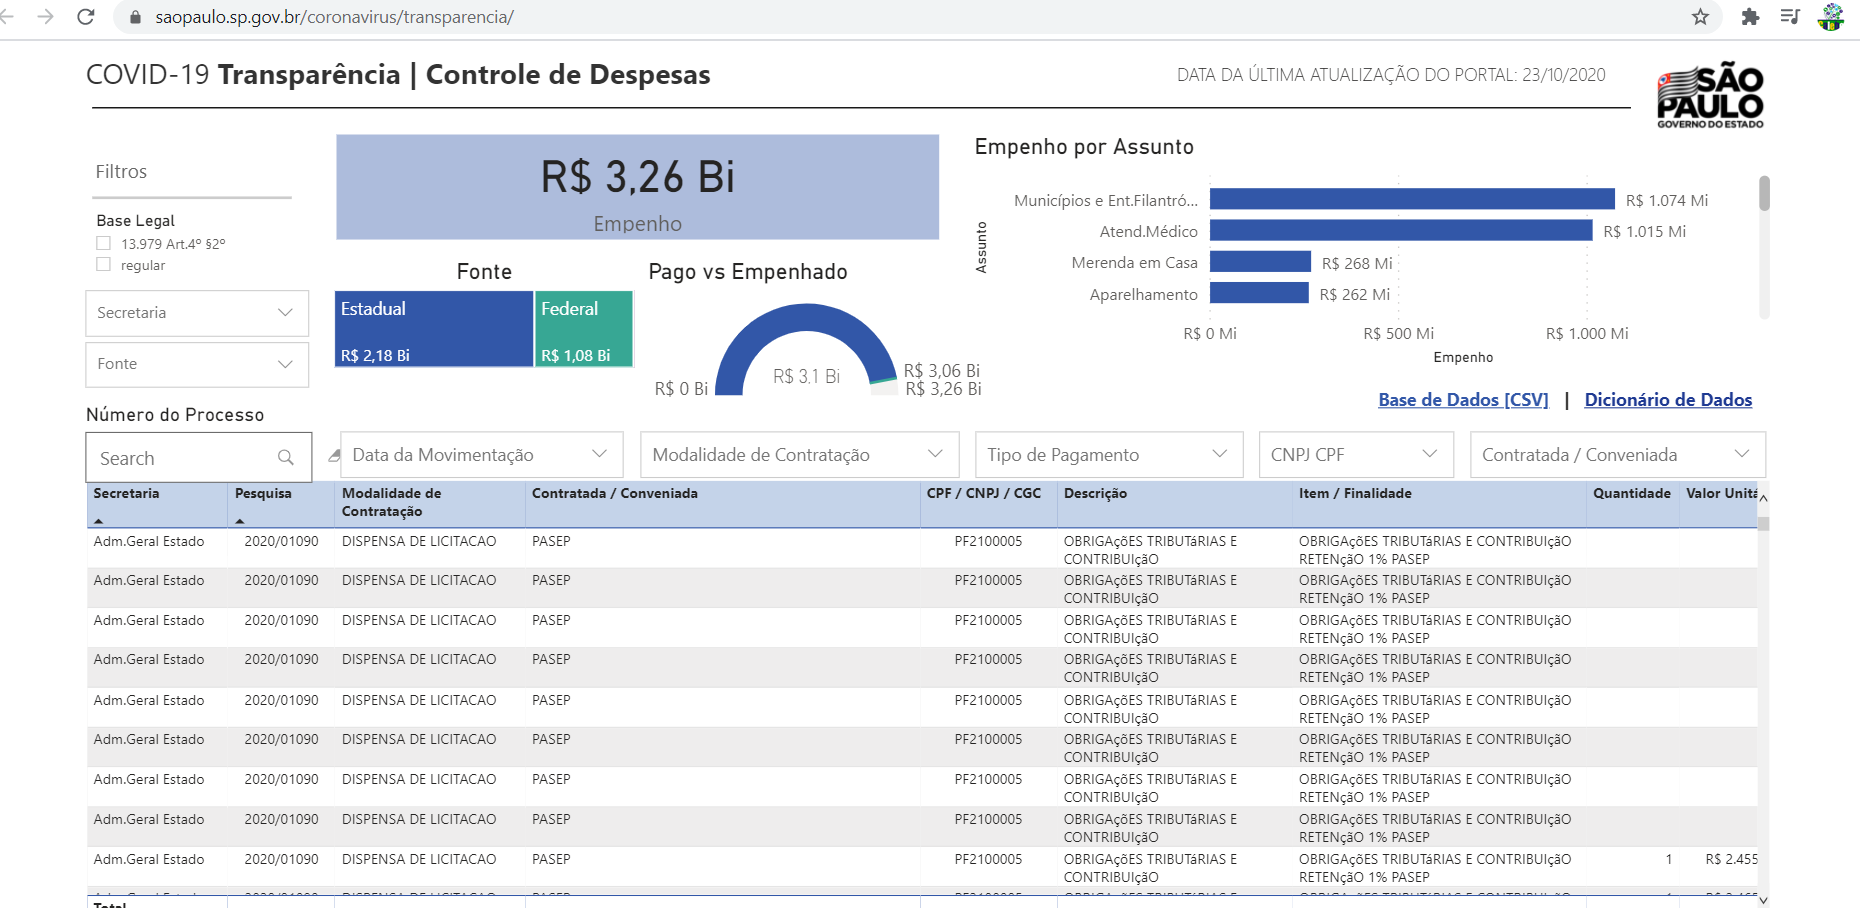 saopaulo.sp.gov.br/coronavirus/transparencia/
COVID-19 Transparência | Controle de Despesas
DATA DA ÚLTIMA ATUALIZAÇÃO DO PORTAL: 23/10/2020
SÃO
PAULO
GOVERNO DO ESTADO
Filtros
Base Legal
13.979 Art.4º §2º
regular
Secretaria
Fonte
R$ 3,26 Bi
Empenho
Fonte
Estadual
R$ 2,18 Bi
Federal
R$ 1,08 Bi
Pago vs Empenhado
R$ 0 Bi
R$ 3,1 Bi
R$ 3,06 Bi
R$ 3,26 Bi
Empenho por Assunto
Assunto
Municípios e Ent.Filantró... R$ 1.074 Mi
Atend.Médico R$ 1.015 Mi
Merenda em Casa R$ 268 Mi
Aparelhamento R$ 262 Mi
R$ 0 Mi R$ 500 Mi R$ 1.000 Mi
Empenho
Base de Dados [CSV] | Dicionário de Dados
Número do Processo
Search
Data da Movimentação
Modalidade de Contratação
Tipo de Pagamento
CNPJ CPF
Contratada / Conveniada
Secretaria Pesquisa Modalidade de Contratada / Conveniada CPF / CNPJ / CGC Descrição Item / Finalidade Quantidade Valor Unitá
Contratação
Adm.Geral Estado 2020/01090 DISPENSA DE LICITACAO PASEP PF2100005 OBRIGAçõES TRIBUTáRIAS E OBRIGAçõES TRIBUTáRIAS E CONTRIBUIçãO
CONTRIBUIçãO RETENçãO 1% PASEP
Adm.Geral Estado 2020/01090 DISPENSA DE LICITACAO PASEP PF2100005 OBRIGAçõES TRIBUTáRIAS E OBRIGAçõES TRIBUTáRIAS E CONTRIBUIçãO
CONTRIBUIçãO RETENçãO 1% PASEP
Adm.Geral Estado 2020/01090 DISPENSA DE LICITACAO PASEP PF2100005 OBRIGAçõES TRIBUTáRIAS E OBRIGAçõES TRIBUTáRIAS E CONTRIBUIçãO
CONTRIBUIçãO RETENçãO 1% PASEP
Adm.Geral Estado 2020/01090 DISPENSA DE LICITACAO PASEP PF2100005 OBRIGAçõES TRIBUTáRIAS E OBRIGAçõES TRIBUTáRIAS E CONTRIBUIçãO
CONTRIBUIçãO RETENçãO 1% PASEP
Adm.Geral Estado 2020/01090 DISPENSA DE LICITACAO PASEP PF2100005 OBRIGAçõES TRIBUTáRIAS E OBRIGAçõES TRIBUTáRIAS E CONTRIBUIçãO
CONTRIBUIçãO RETENçãO 1% PASEP
Adm.Geral Estado 2020/01090 DISPENSA DE LICITACAO PASEP PF2100005 OBRIGAçõES TRIBUTáRIAS E OBRIGAçõES TRIBUTáRIAS E CONTRIBUIçãO
CONTRIBUIçãO RETENçãO 1% PASEP
Adm.Geral Estado 2020/01090 DISPENSA DE LICITACAO PASEP PF2100005 OBRIGAçõES TRIBUTáRIAS E OBRIGAçõES TRIBUTáRIAS E CONTRIBUIçãO
CONTRIBUIçãO RETENçãO 1% PASEP
Adm.Geral Estado 2020/01090 DISPENSA DE LICITACAO PASEP PF2100005 OBRIGAçõES TRIBUTáRIAS E OBRIGAçõES TRIBUTáRIAS E CONTRIBUIçãO
CONTRIBUIçãO RETENçãO 1% PASEP
Adm.Geral Estado 2020/01090 DISPENSA DE LICITACAO PASEP PF2100005 OBRIGAçõES TRIBUTáRIAS E OBRIGAçõES TRIBUTáRIAS E CONTRIBUIçãO 1 R$ 2.455
CONTRIBUIçãO RETENçãO 1% PASEP
Total